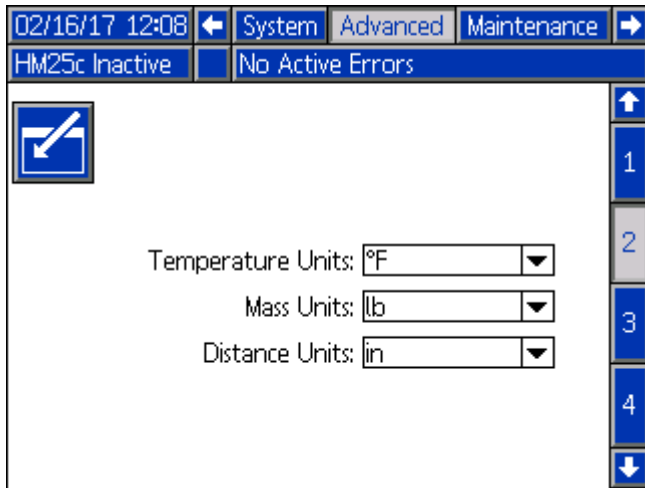 02/16/17 12:08 System Advanced Maintenance
HM25c Inactive No Active Errors
1
Temperature Units: °F
2
Mass Units: lb
3
Distance Units: in
4